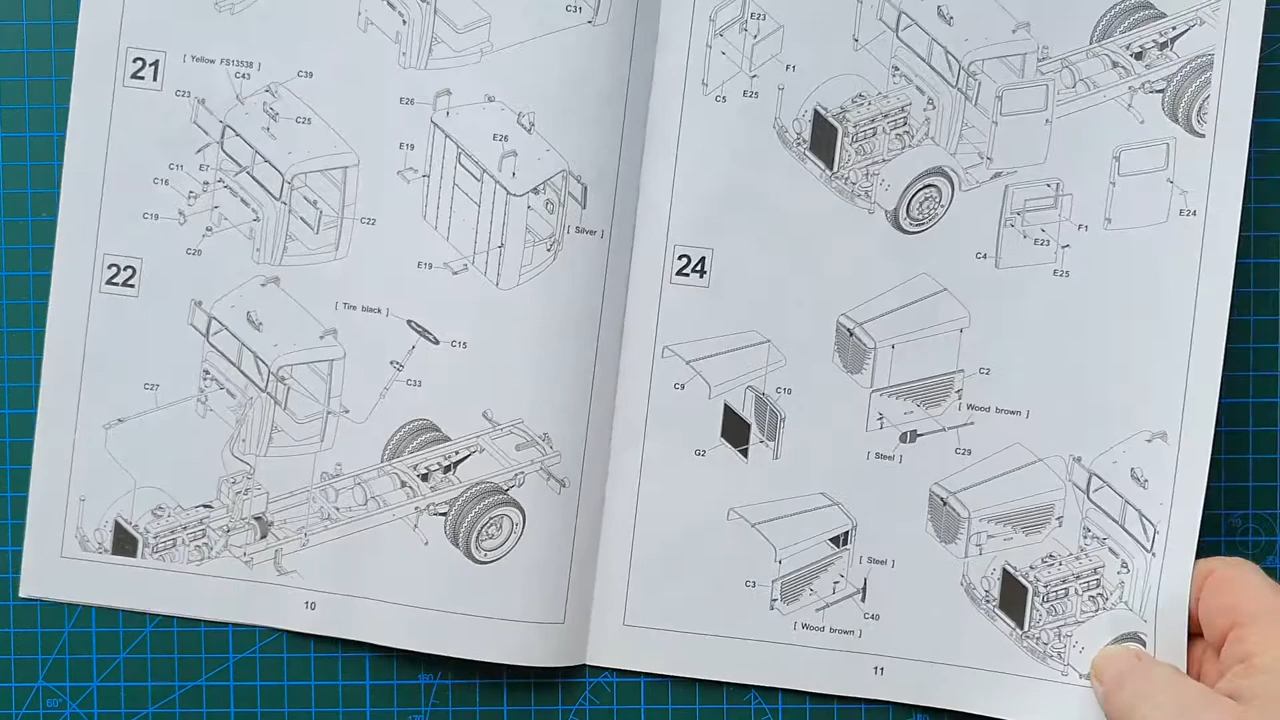 C31
21
[ Yellow FS13538 ]
C43
C39
C23
C25
C11
E7
C16
C19
C20
C22
E26
E26
E19
E19
[ Silver ]
22
[ Tire black ]
C15
C33
C27
10
E23
F1
C5
E25
F1
E23
C4
E25
E24
24
C9
C10
G2
C2
[ Wood brown ]
[ Steel ]
C29
C3
[ Steel ]
C40
[ Wood brown ]
11
60°